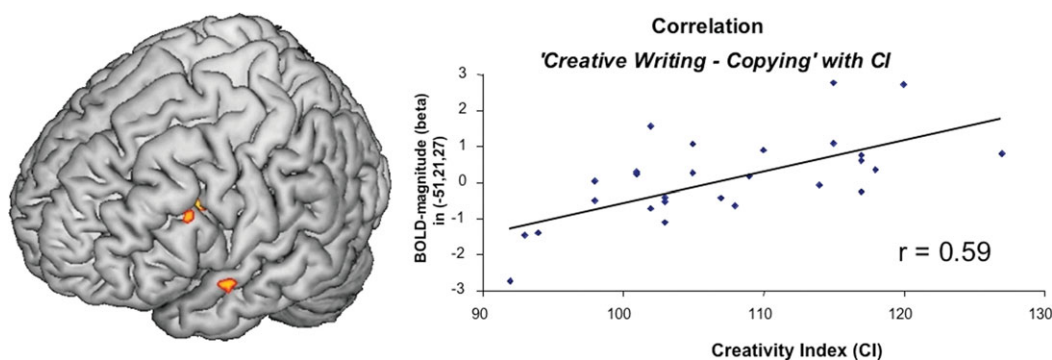 Correlation
'Creative Writing - Copying' with CI
BOLD-magnitude (beta)
in (-51,21,27)
3
2
1
0
-1
-2
-3
r = 0.59
90 100 110 120 130
Creativity Index (CI)